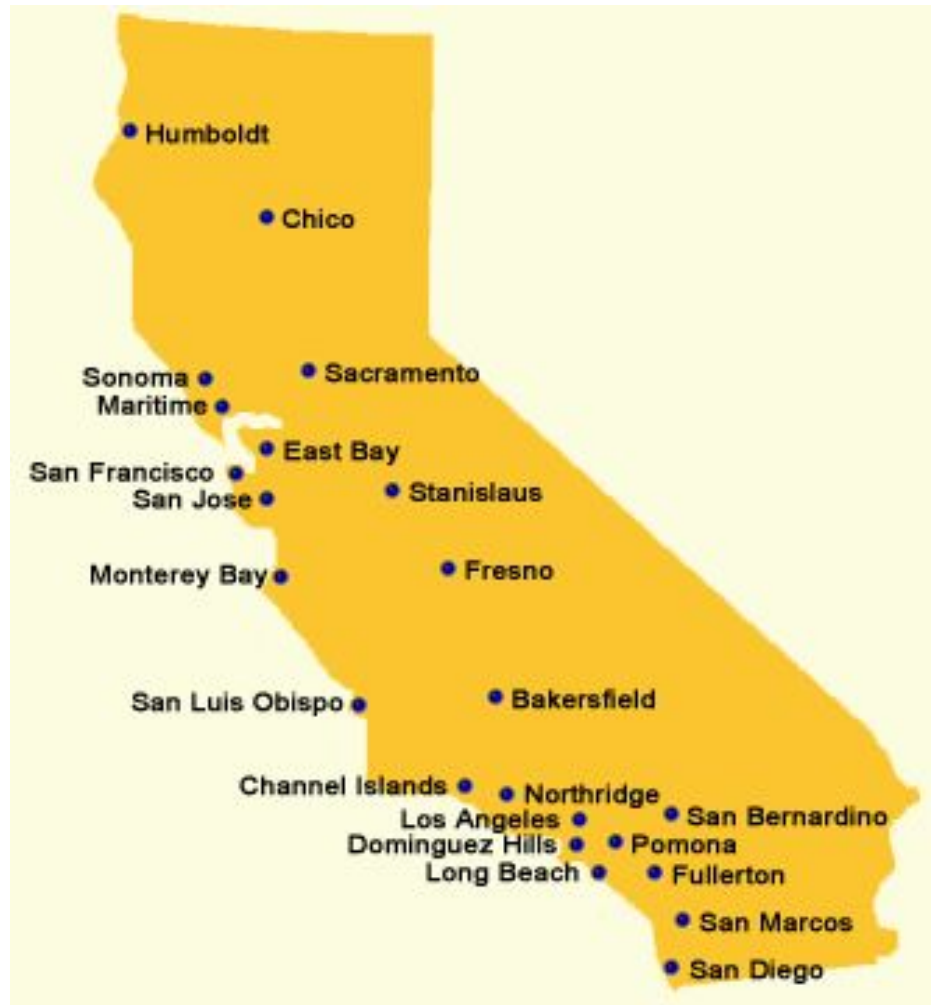 Humboldt
Chico
Sacramento
Sonoma
Maritime
East Bay
San Francisco
Stanislaus
San Jose
Fresno
Monterey Bay
Bakersfield
San Luis Obispo
Channel Islands
Northridge
San Bernardino
Los Angeles
Dominguez Hills
Pomona
Long Beach
Fullerton
San Marcos
San Diego